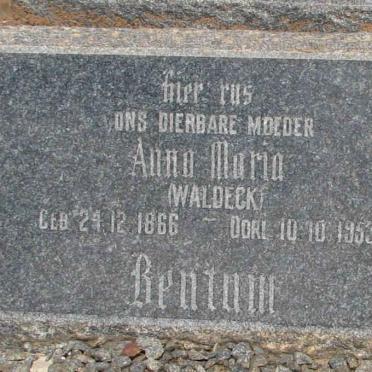 Hier rus
ONS DIERBARE MOEDER
Anna Maria
(WALDECK)
GEB 24.12.1866 – OORL 10.10.1953
Bentum